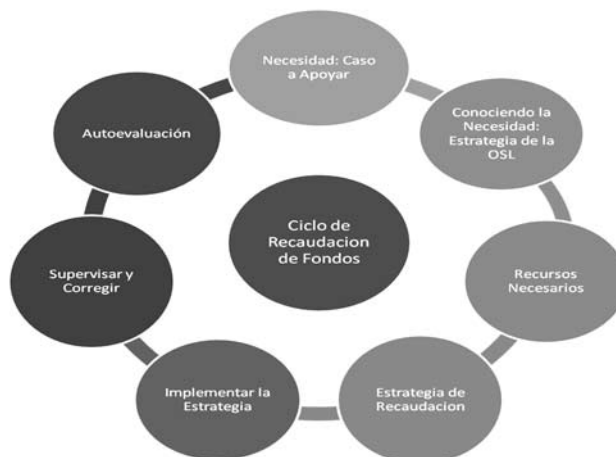 Necesidad: Caso
a Apoyar
Conociendo la
Necesidad:
Estrategia de la
OSL
Recursos
Necesarios
Estrategia de
Recaudacion
Implementar la
Estrategia
Supervisar y
Corregir
Autoevaluación
Ciclo de
Recaudacion
de Fondos